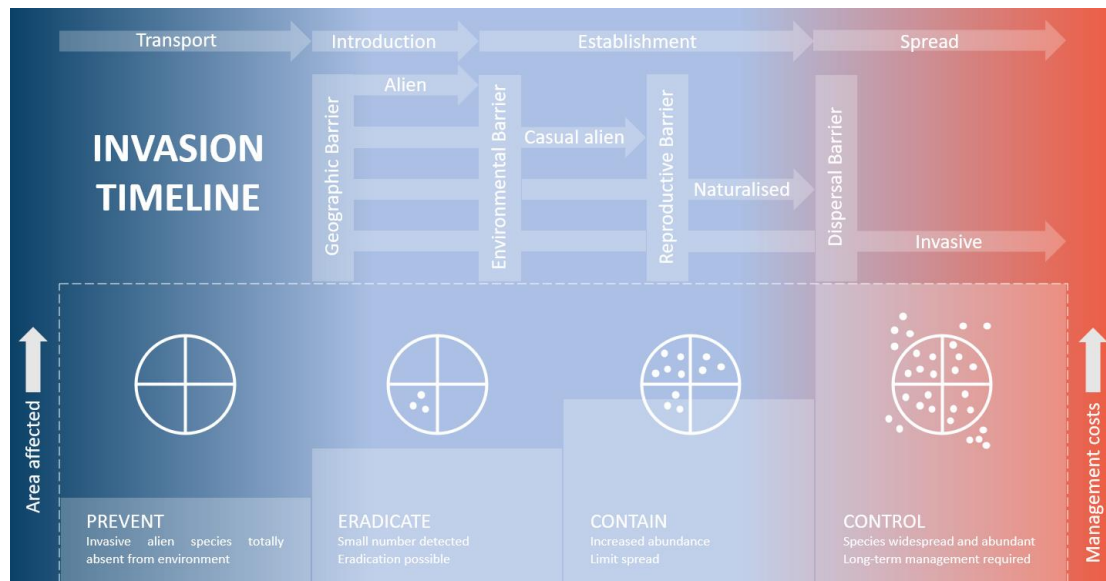 Transport
Introduction
Establishment
Spread
INVASION
TIMELINE
Geographic Barrier
Alien
Environmental Barrier
Casual alien
Reproductive Barrier
Naturalised
Dispersal Barrier
Invasive
Area affected
Management costs
PREVENT
Invasive alien species totally
absent from environment
ERADICATE
Small number detected
Eradication possible
CONTAIN
Increased abundance
Limit spread
CONTROL
Species widespread and abundant
Long-term management required